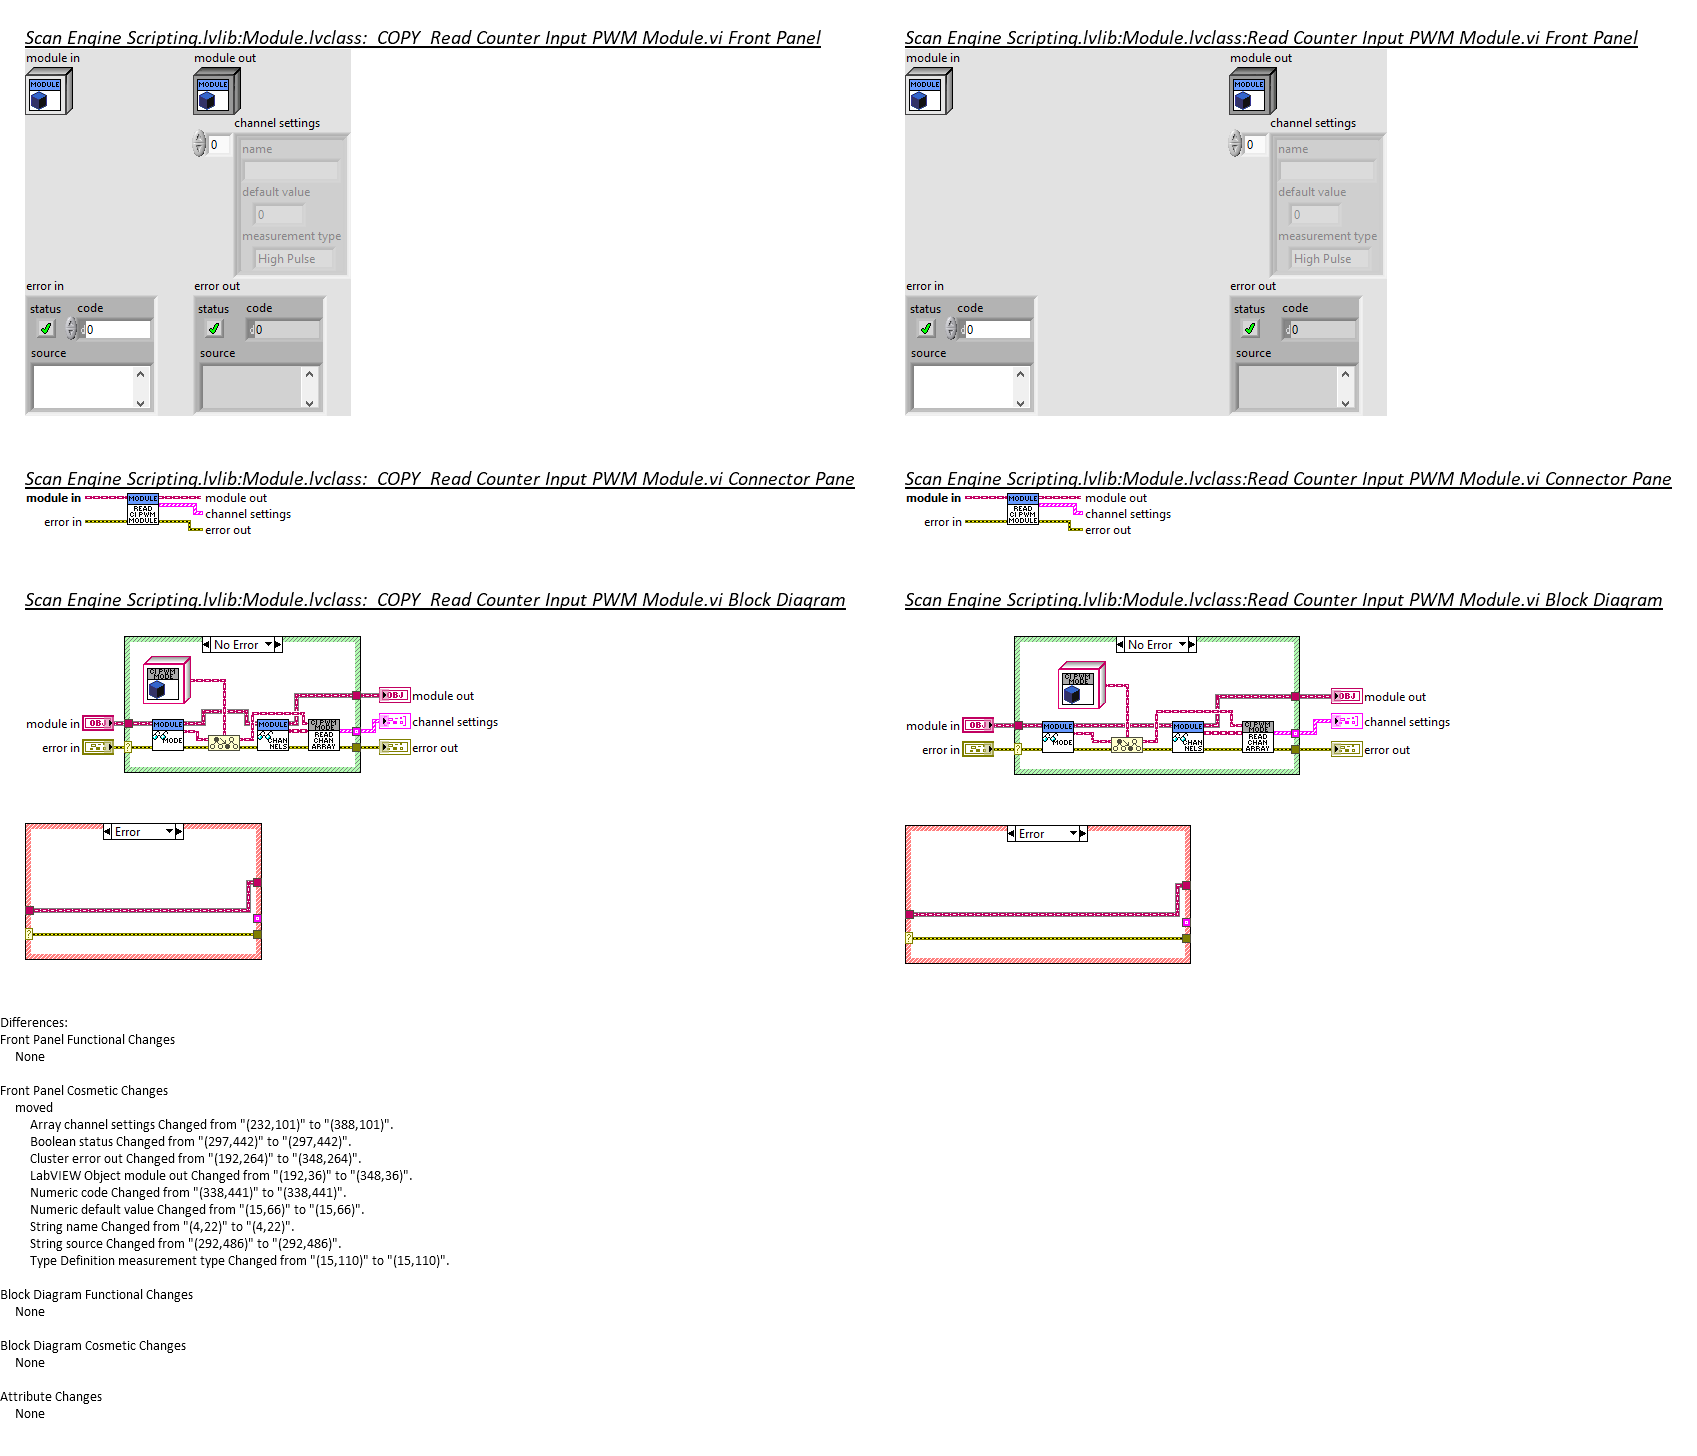 Scan Engine Scripting.lvlib:Module.lvclass:  COPY  Read Counter Input PWM Module.vi Front Panel
module in
module out
MODULE
MODULE
channel settings
0
name
default value
0
measurement type
High Pulse
error in
error out
status code
status code
0
0
source
source
Scan Engine Scripting.lvlib:Module.lvclass:Read Counter Input PWM Module.vi Front Panel
module in
module out
MODULE
MODULE
channel settings
0
name
default value
0
measurement type
High Pulse
error in
error out
status code
status code
0
0
source
source
Scan Engine Scripting.lvlib:Module.lvclass:  COPY  Read Counter Input PWM Module.vi Connector Pane
module in
MODULE
READ
CI PWM
MODULE
module out
channel settings
error in
error out
Scan Engine Scripting.lvlib:Module.lvclass:Read Counter Input PWM Module.vi Connector Pane
module in
MODULE
READ
CI PWM
MODULE
module out
channel settings
error in
error out
Scan Engine Scripting.lvlib:Module.lvclass:  COPY  Read Counter Input PWM Module.vi Block Diagram
No Error
CI PWM
MODE
OBJ
module out
module in
OBJ
MODULE
MODE
MODULE
CHAN
NELS
CI PWM
MODE
READ
CHAN
ARRAY
channel settings
error in
error out
Error
Scan Engine Scripting.lvlib:Module.lvclass:Read Counter Input PWM Module.vi Block Diagram
No Error
CI PWM
MODE
OBJ
module out
module in
OBJ
MODULE
MODE
MODULE
CHAN
NELS
CI PWM
MODE
READ
CHAN
ARRAY
channel settings
error in
error out
Error
Differences:
Front Panel Functional Changes
None
Front Panel Cosmetic Changes
moved
Array channel settings Changed from "(232,101)" to "(388,101)".
Boolean status Changed from "(297,442)" to "(297,442)".
Cluster error out Changed from "(192,264)" to "(348,264)".
LabVIEW Object module out Changed from "(192,36)" to "(348,36)".
Numeric code Changed from "(338,441)" to "(338,441)".
Numeric default value Changed from "(15,66)" to "(15,66)".
String name Changed from "(4,22)" to "(4,22)".
String source Changed from "(292,486)" to "(292,486)".
Type Definition measurement type Changed from "(15,110)" to "(15,110)".
Block Diagram Functional Changes
None
Block Diagram Cosmetic Changes
None
Attribute Changes
None